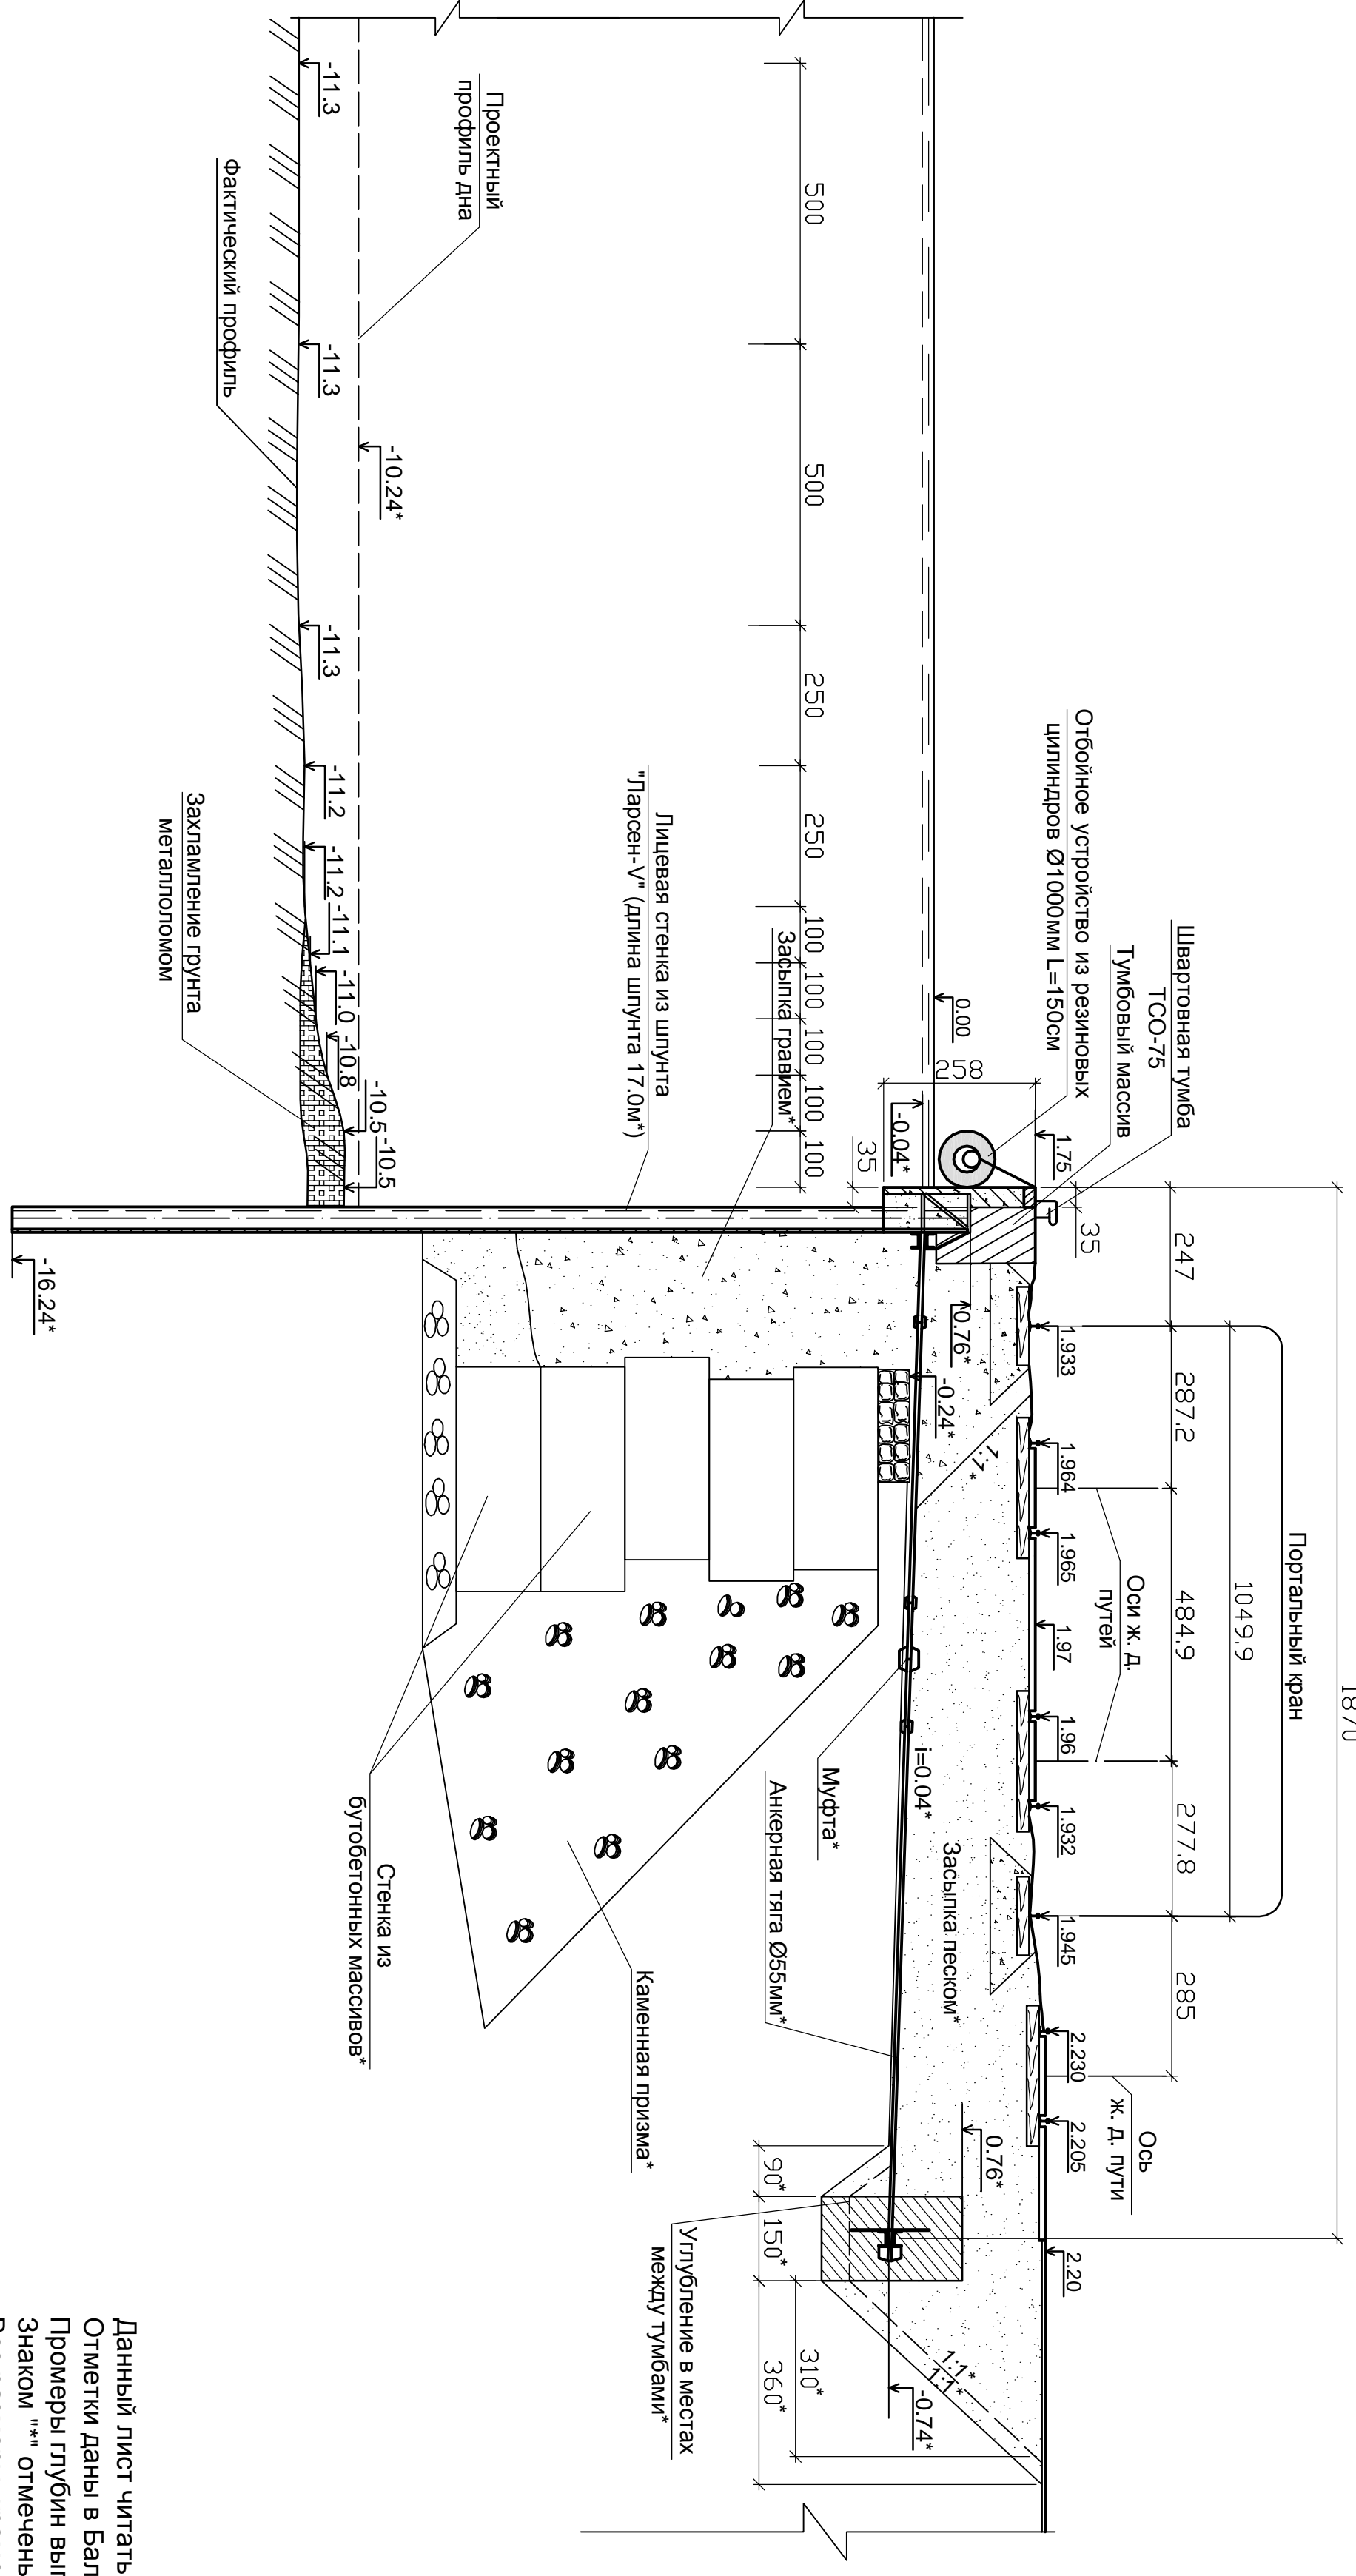 1870
Портальный кран
1049,9
247
287,2
484,9
277,8
285
Швартовная тумба
ТСО-75
Тумбовый массив
Отбойное устройство из резиновых
цилиндров Ø1000мм L=150см
35
Оси ж. д.
путей
Ось
ж. д. пути
1.75
1.933
1.964
1.965
1.97
1.96
1.932
1.945
2.230
2.205
2.20
0.00
258
-0.04*
0.76*
-0.24*
1:1*
Засыпка песком*
0.76*
i=0.04*
-0.74*
1:1*
1:1*
35
500
500
250
250
100
100
100
100
100
Засыпка гравием*
Муфта*
Анкерная тяга Ø55мм*
90*
150*
310*
360*
Углубление в местах
между тумбами*
Лицевая стенка из шпунта
"Ларсен-V" (длина шпунта 17.0м*)
Каменная призма*
Стенка из
бутобетонных массивов*
Проектный
профиль дна
-10.24*
-11.3
-11.3
-11.3
-11.2
-11.2
-11.1
-11.0
-10.8
-10.5
-10.5
Фактический профиль
Захламление грунта
металлоломом
-16.24*
Данный лист читать
Отметки даны в Бал
Промеры глубин вы
Знаком "*" отмечены